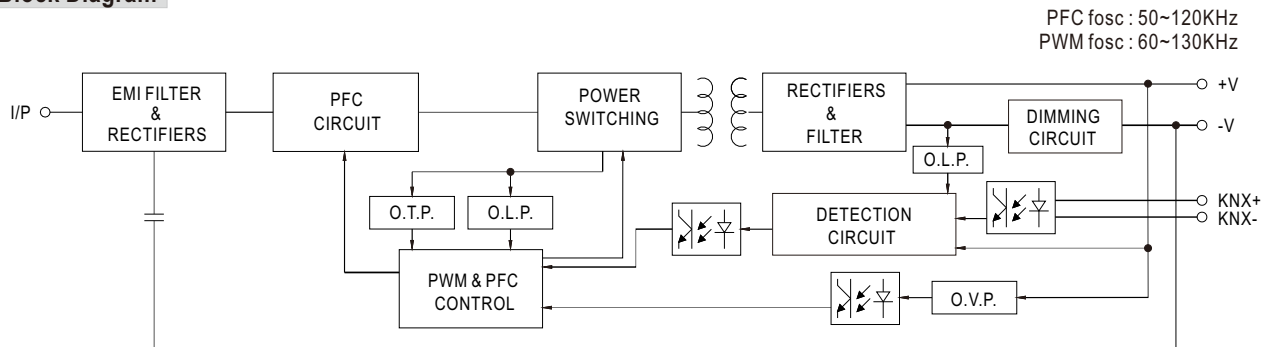 Block Diagram
PFC fosc : 50~120KHz
PWM fosc : 60~130KHz
I/P
EMI FILTER
&
RECTIFIERS
PFC
CIRCUIT
POWER
SWITCHING
RECTIFIERS
&
FILTER
DIMMING
CIRCUIT
+V
-V
O.L.P.
O.T.P.
O.L.P.
DETECTION
CIRCUIT
KNX+
KNX-
PWM & PFC
CONTROL
O.V.P.